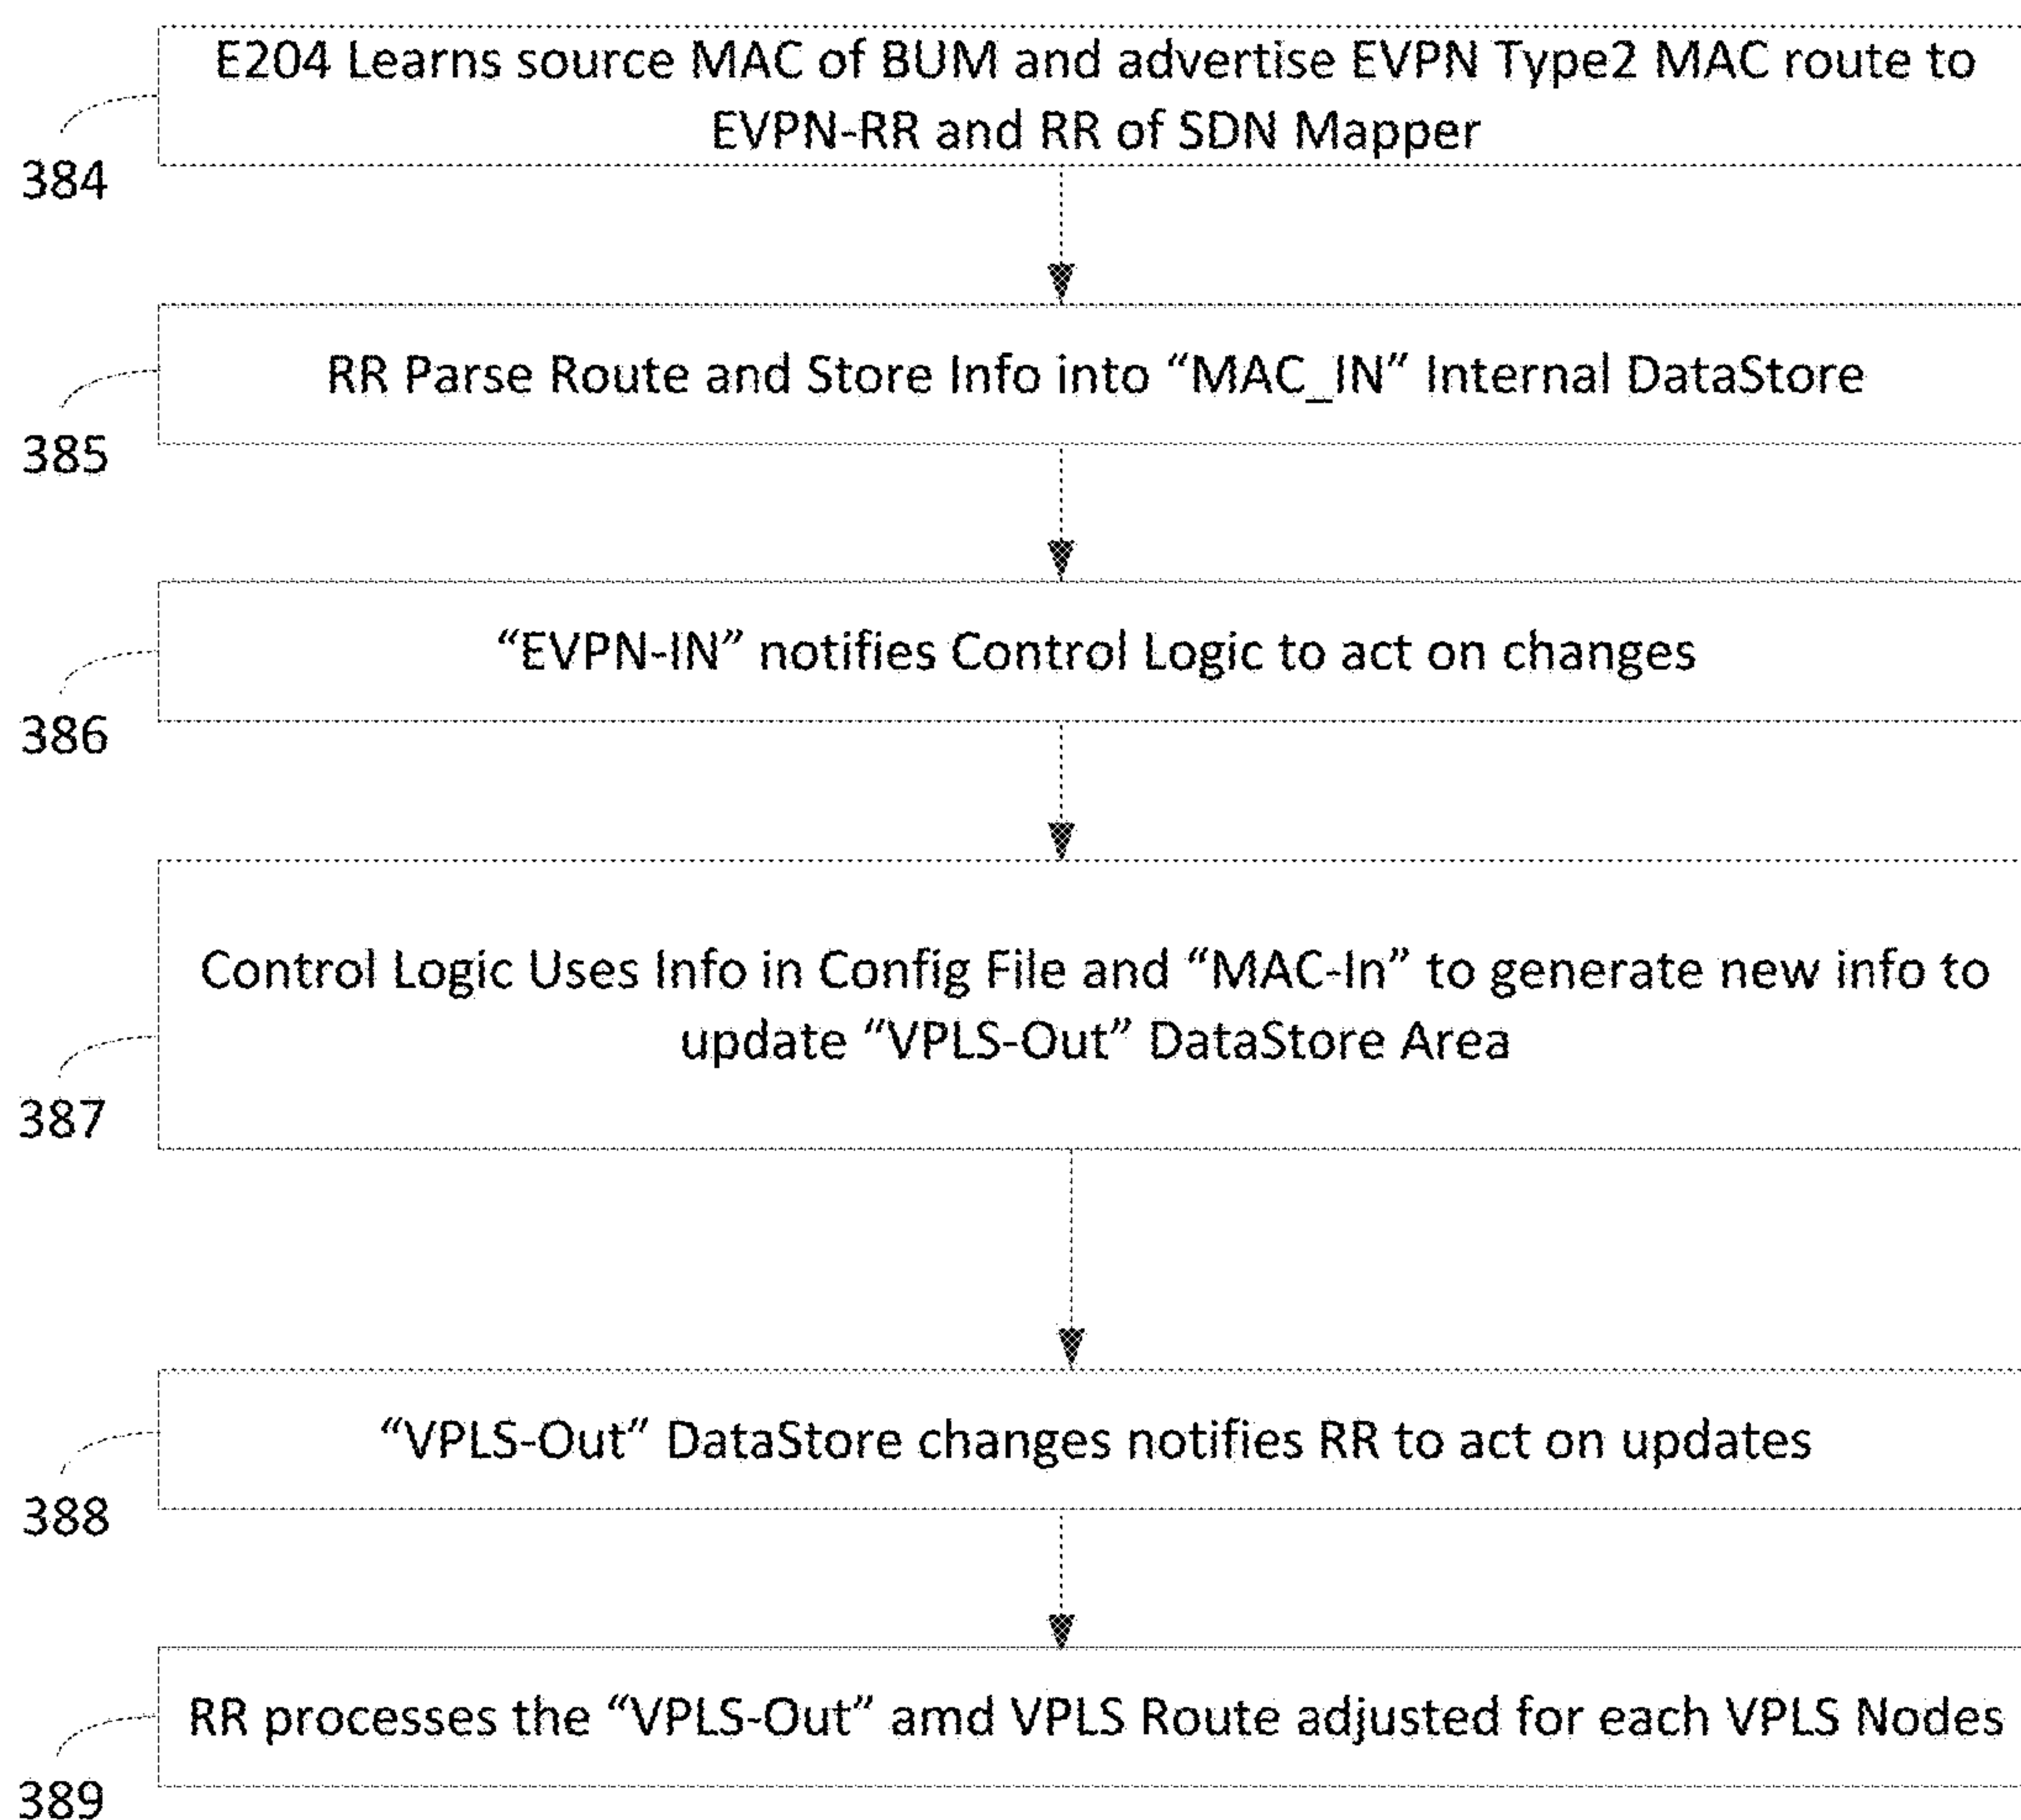 E204 Learns source MAC of BUM and advertise EVPN Type2 MAC route to
EVPN-RR and RR of SDN Mapper
384
RR Parse Route and Store Info into “MAC_IN” Internal DataStore
385
“EVPN-IN” notifies Control Logic to act on changes
386
Control Logic Uses Info in Config File and “MAC-In” to generate new info to
update “VPLS-Out” DataStore Area
387
“VPLS-Out” DataStore changes notifies RR to act on updates
388
RR processes the “VPLS-Out” amd VPLS Route adjusted for each VPLS Nodes
389